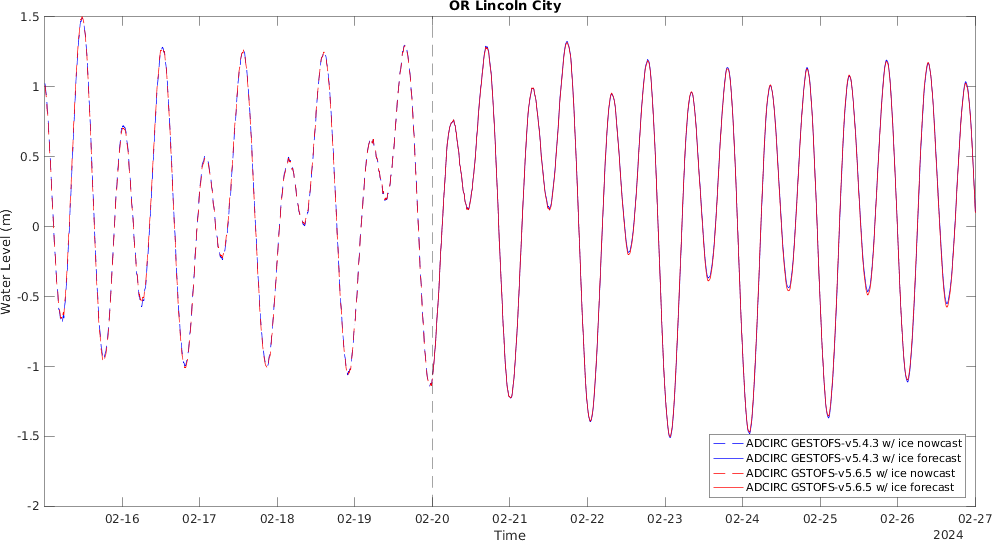 OR Lincoln City
1.5
1
0.5
0
-0.5
-1
-1.5
-2
Water Level (m)
ADCIRC GESTOFS-v5.4.3 w/ ice nowcast
ADCIRC GESTOFS-v5.4.3 w/ ice forecast
ADCIRC GSTOFS-v5.6.5 w/ ice nowcast
ADCIRC GSTOFS-v5.6.5 w/ ice forecast
02-16 02-17 02-18 02-19 02-20 02-21 02-22 02-23 02-24 02-25 02-26 02-27
Time
2024